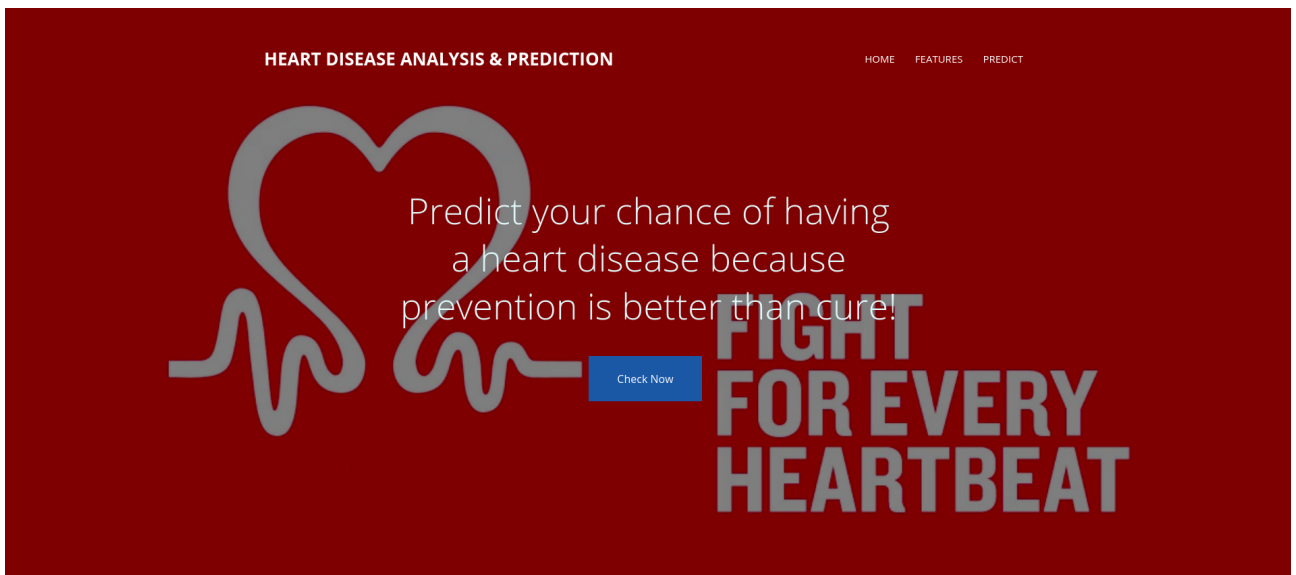 HEART DISEASE ANALYSIS & PREDICTION
HOME FEATURES PREDICT
Predict your chance of having
a heart disease because
prevention is better than cure!
Check Now
FIGHT
FOR EVERY
HEARTBEAT